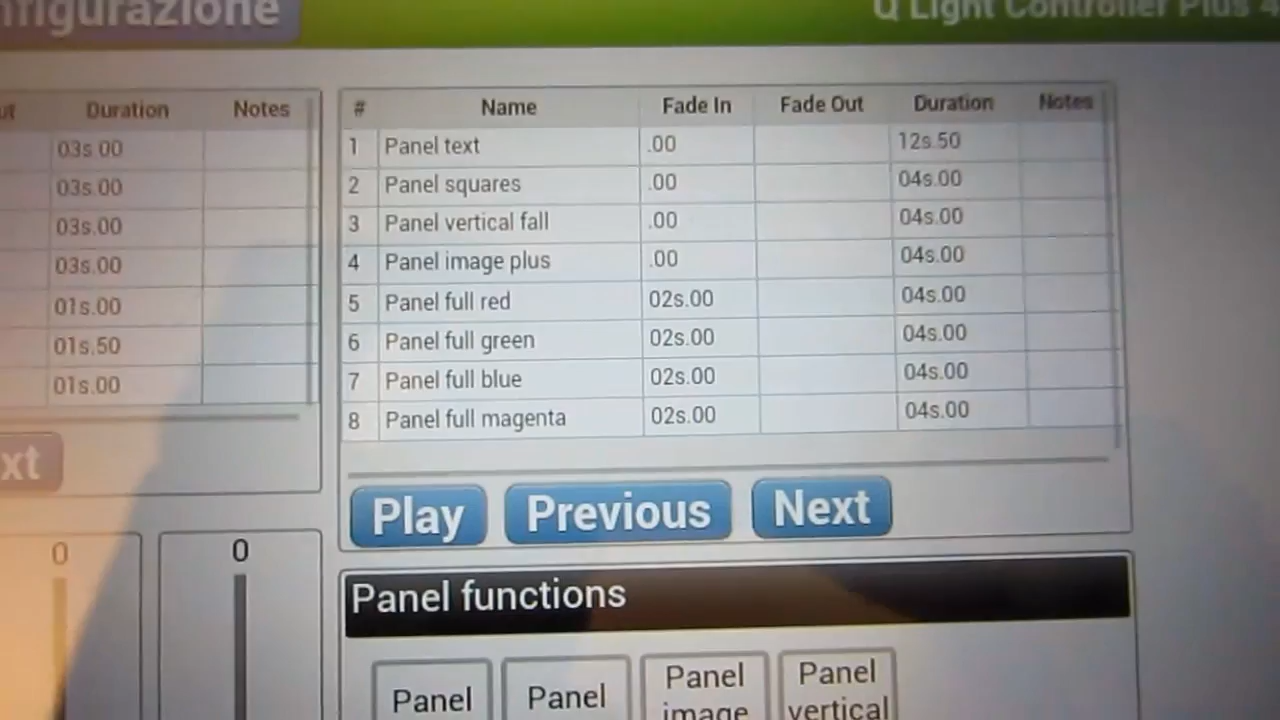 nfigurazione
Q Light Controller Plus 4
ut Duration Notes
03s.00
03s.00
03s.00
03s.00
01s.00
01s.50
01s.00
xt
0
0
# Name Fade In Fade Out Duration Notes
1 Panel text .00 12s.50
2 Panel squares .00 04s.00
3 Panel vertical fall .00 04s.00
4 Panel image plus .00 04s.00
5 Panel full red 02s.00 04s.00
6 Panel full green 02s.00 04s.00
7 Panel full blue 02s.00 04s.00
8 Panel full magenta 02s.00 04s.00
Play Previous Next
Panel functions
Panel
Panel
Panel
image
Panel
vertical